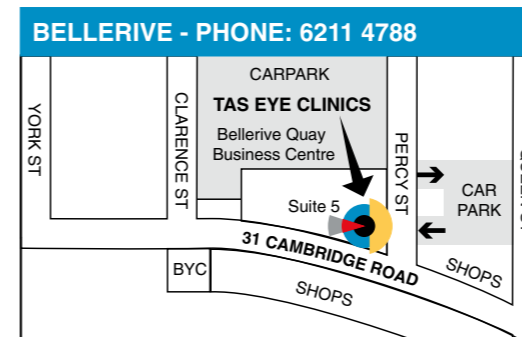 BELLERIVE - PHONE: 6211 4788
CARPARK
TAS EYE CLINICS
Bellerive Quay
Business Centre
YORK ST
CLARENCE ST
PERCY ST
Suite 5
CAR
PARK
31 CAMBRIDGE ROAD
BYC
SHOPS
SHOPS